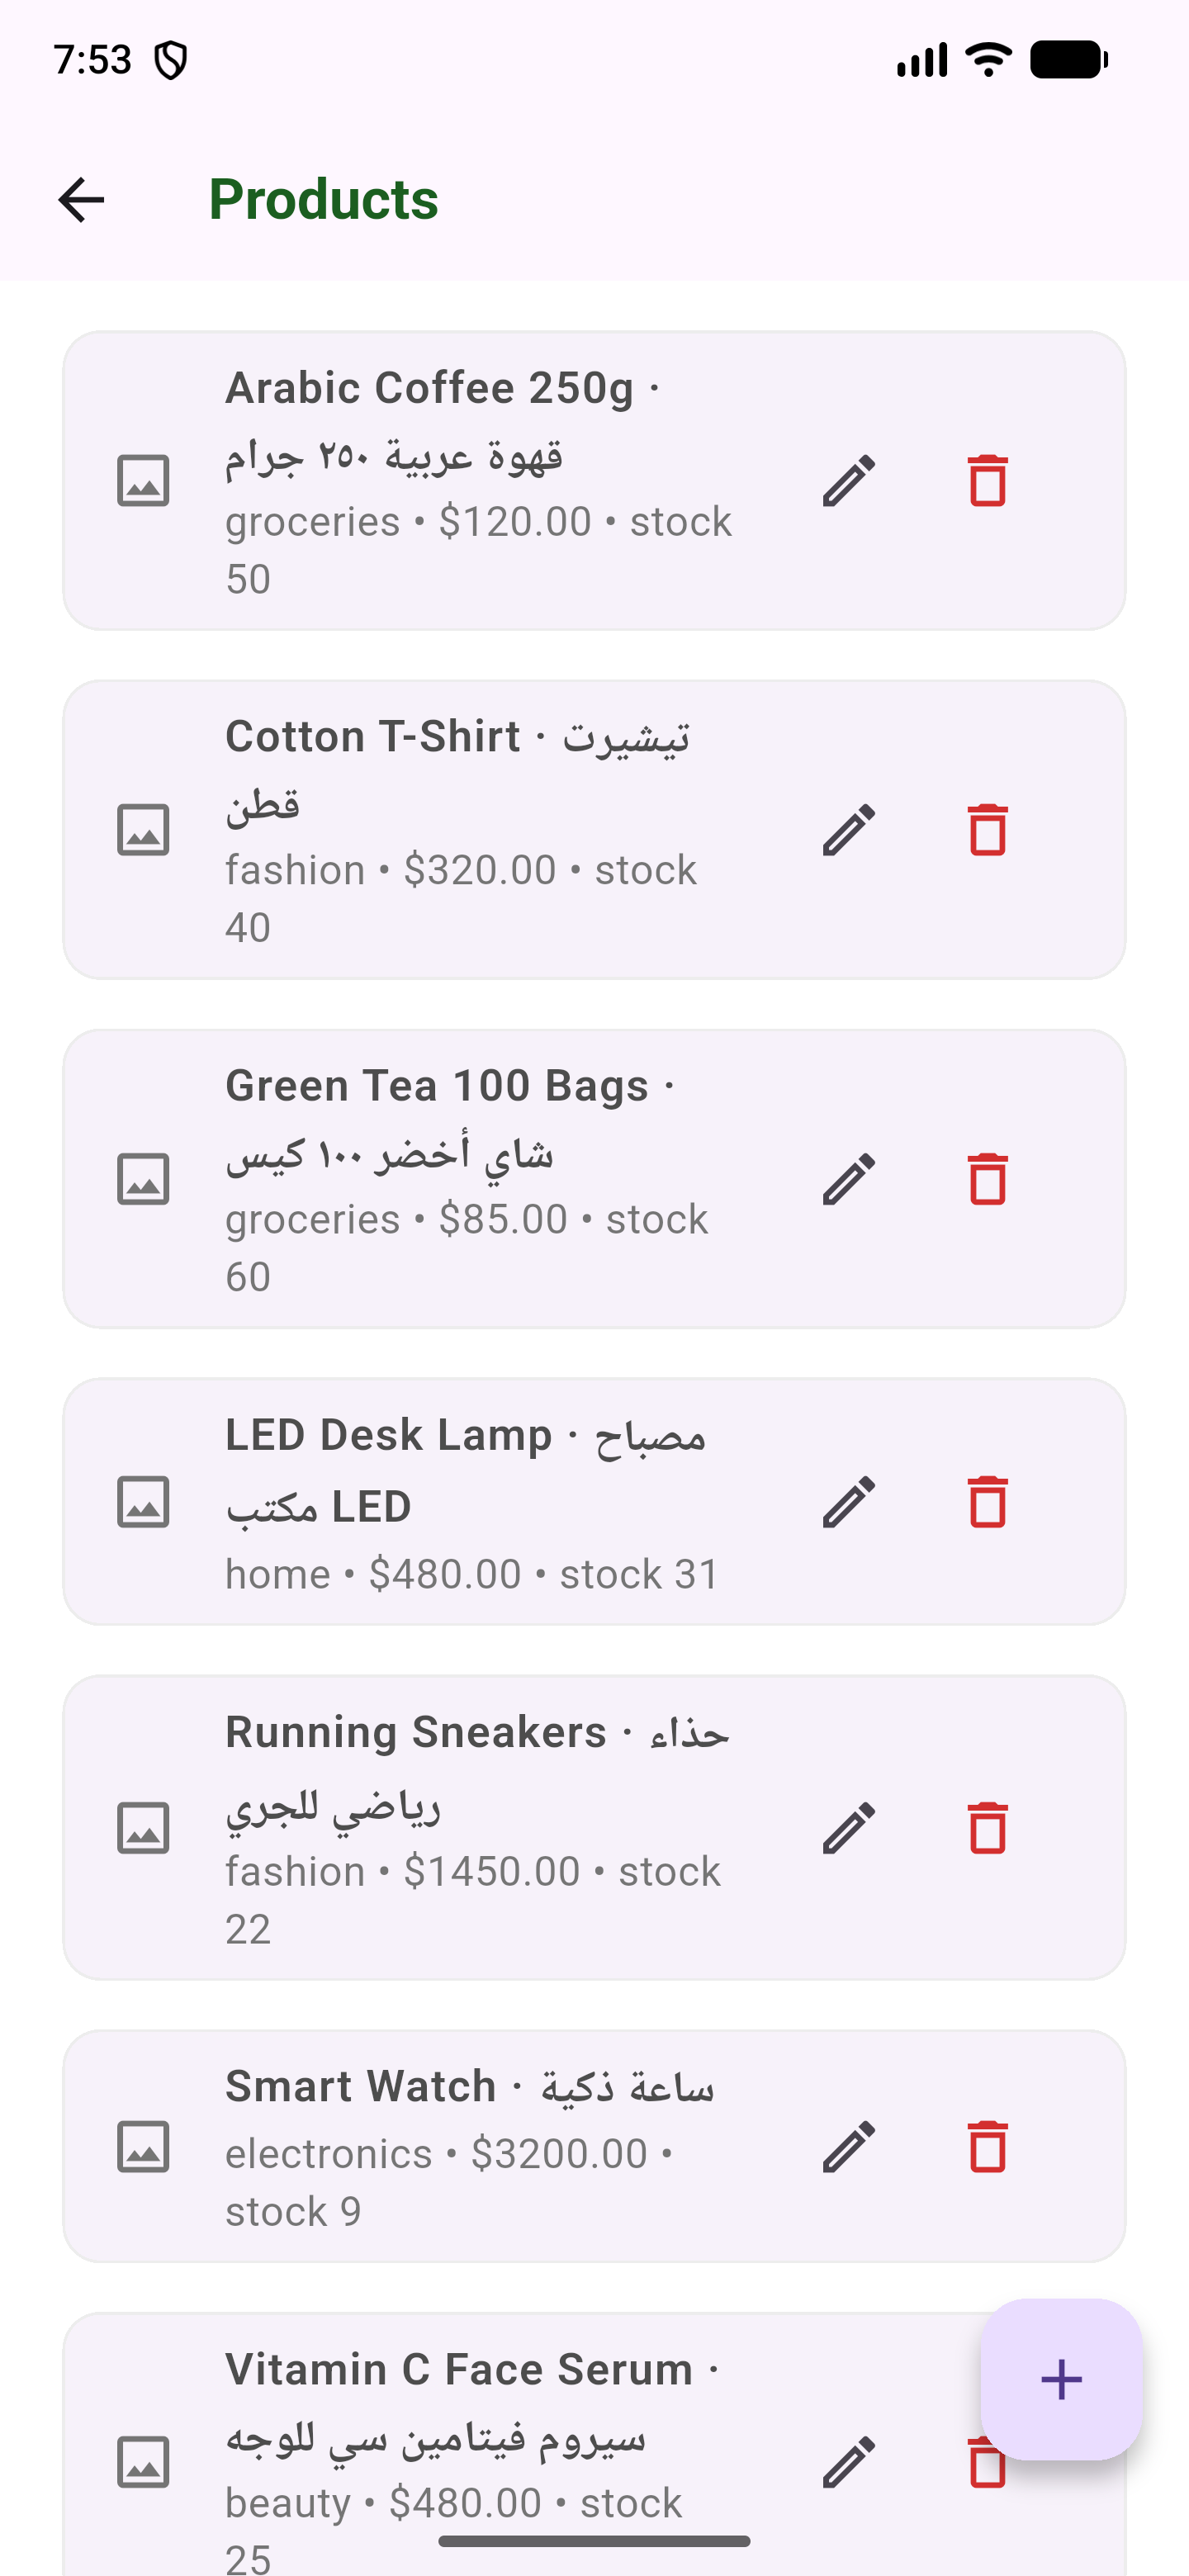 7:53
Products
Arabic Coffee 250g ·
قهوة عربية ٢٥٠ جرام
groceries • $120.00 • stock
50
Cotton T-Shirt · تيشيرت
قطن
fashion • $320.00 • stock
40
Green Tea 100 Bags ·
شاي أخضر ١٠٠ كيس
groceries • $85.00 • stock
60
LED Desk Lamp · مصباح
مكتب LED
home • $480.00 • stock 31
Running Sneakers · حذاء
رياضي للجري
fashion • $1450.00 • stock
22
Smart Watch · ساعة ذكية
electronics • $3200.00 •
stock 9
Vitamin C Face Serum ·
سيروم فيتامين سي للوجه
beauty • $480.00 • stock
25